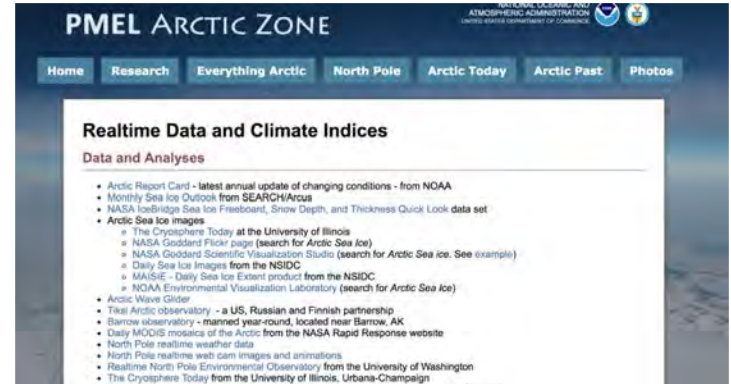 NATIONAL OCEANIC AND
ATMOSPHERIC ADMINISTRATION
UNITED STATES DEPARTMENT OF COMMERCE
PMEL ARCTIC ZONE
Home Research Everything Arctic North Pole Arctic Today Arctic Past Photos
Realtime Data and Climate Indices
Data and Analyses
• Arctic Report Card - latest annual update of changing conditions - from NOAA
• Monthly Sea Ice Outlook from SEARCH/Arcus
• NASA IceBridge Sea Ice Freeboard, Snow Depth, and Thickness Quick Look data set
• Arctic Sea Ice images
The Cryosphere Today at the University of Illinois
NASA Goddard Flickr page (search for Arctic Sea Ice)
NASA Goddard Scientific Visualization Studio (search for Arctic Sea ice. See example)
Daily Sea Ice Images from the NSIDC
MAISIE - Daily Sea Ice Extent product from the NSIDC
NOAA Environmental Visualization Laboratory (search for Arctic Sea Ice)
• Arctic Wave Glider
• Tiksi Arctic observatory - a US, Russian and Finnish partnership
• Barrow observatory - manned year-round, located near Barrow, AK
• Daily MODIS mosaics of the Arctic from the NASA Rapid Response website
• North Pole realtime weather data
• North Pole realtime web cam images and animations
• Realtime North Pole Environmental Observatory from the University of Washington
• The Cryosphere Today from the University of Illinois, Urbana-Champaign